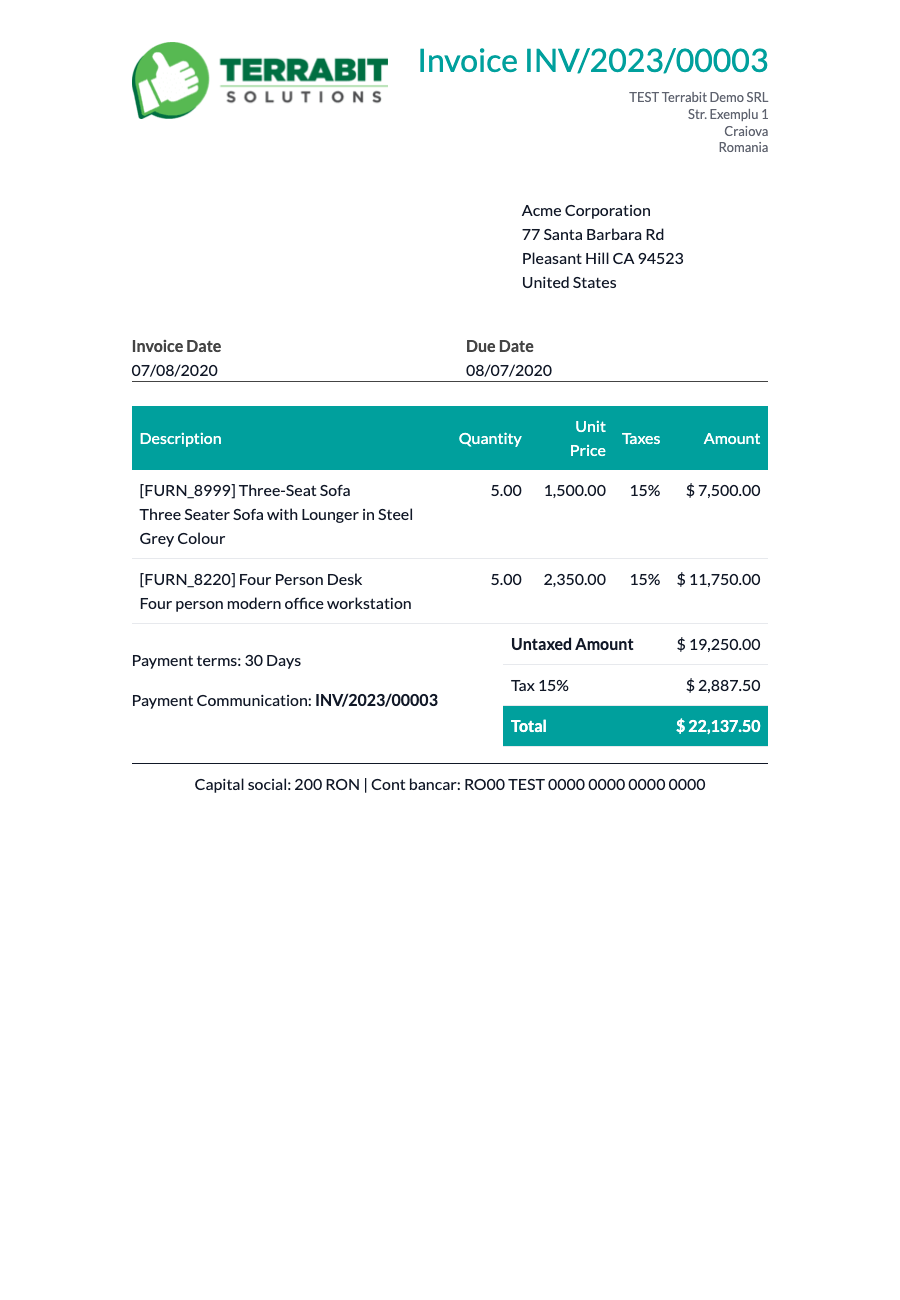 TERRABIT
SOLUTIONS
Invoice INV/2023/00003
TEST Terrabit Demo SRL
Str. Exemplu 1
Craiova
Romania
Acme Corporation
77 Santa Barbara Rd
Pleasant Hill CA 94523
United States
Invoice Date Due Date
07/08/2020 08/07/2020
Description Quantity Unit Price Taxes Amount
[FURN_8999] Three-Seat Sofa 5.00 1,500.00 15% $ 7,500.00
Three Seater Sofa with Lounger in Steel
Grey Colour
[FURN_8220] Four Person Desk 5.00 2,350.00 15% $ 11,750.00
Four person modern office workstation
Untaxed Amount $ 19,250.00
Payment terms: 30 Days
Tax 15% $ 2,887.50
Payment Communication: INV/2023/00003
Total $ 22,137.50
Capital social: 200 RON | Cont bancar: RO00 TEST 0000 0000 0000 0000